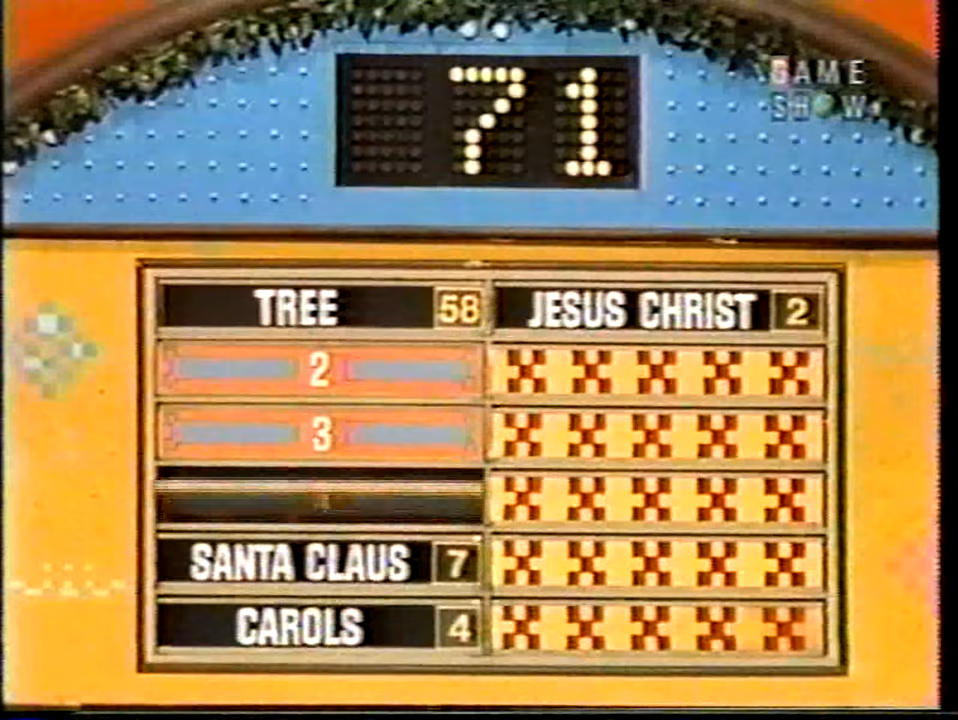 71
GAME
SHOW
TREE 58
JESUS CHRIST 2
2
3
SANTA CLAUS 7
CAROLS 4